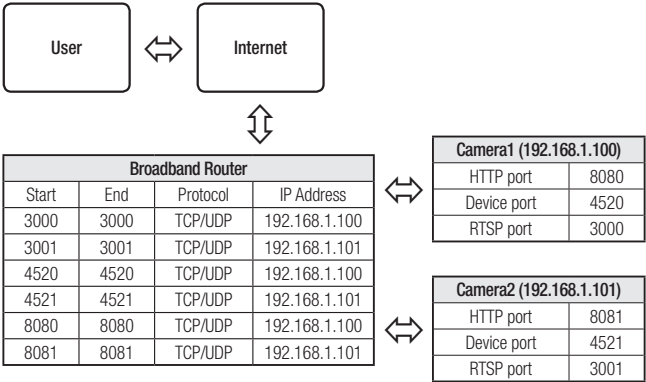 User
Internet
Broadband Router
Start End Protocol IP Address
3000 3000 TCP/UDP 192.168.1.100
3001 3001 TCP/UDP 192.168.1.101
4520 4520 TCP/UDP 192.168.1.100
4521 4521 TCP/UDP 192.168.1.101
8080 8080 TCP/UDP 192.168.1.100
8081 8081 TCP/UDP 192.168.1.101
Camera1 (192.168.1.100)
HTTP port 8080
Device port 4520
RTSP port 3000
Camera2 (192.168.1.101)
HTTP port 8081
Device port 4521
RTSP port 3001